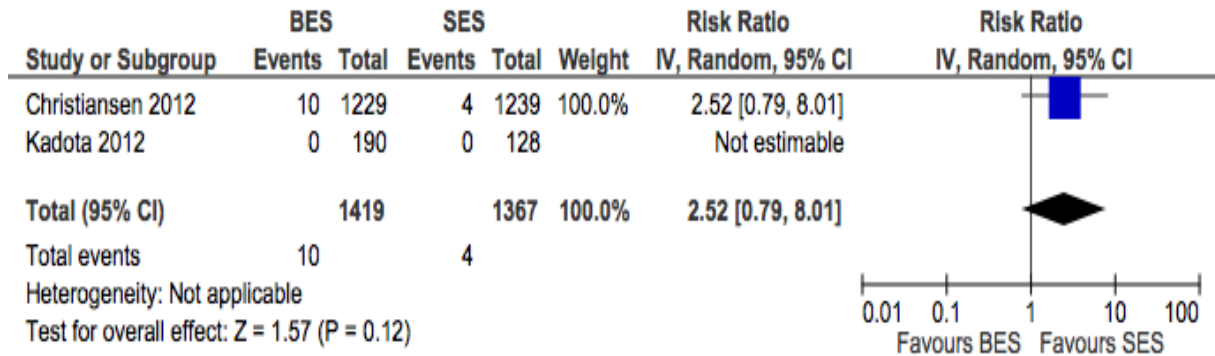 BES SES Risk Ratio Risk Ratio
Study or Subgroup Events Total Events Total Weight IV, Random, 95% CI IV, Random, 95% CI
Christiansen 2012 10 1229 4 1239 100.0% 2.52 [0.79, 8.01]
Kadota 2012 0 190 0 128 Not estimable
Total (95% CI) 1419 1367 100.0% 2.52 [0.79, 8.01]
Total events 10 4
Heterogeneity: Not applicable
Test for overall effect: Z = 1.57 (P = 0.12)
0.01 0.1 1 10 100
Favours BES Favours SES